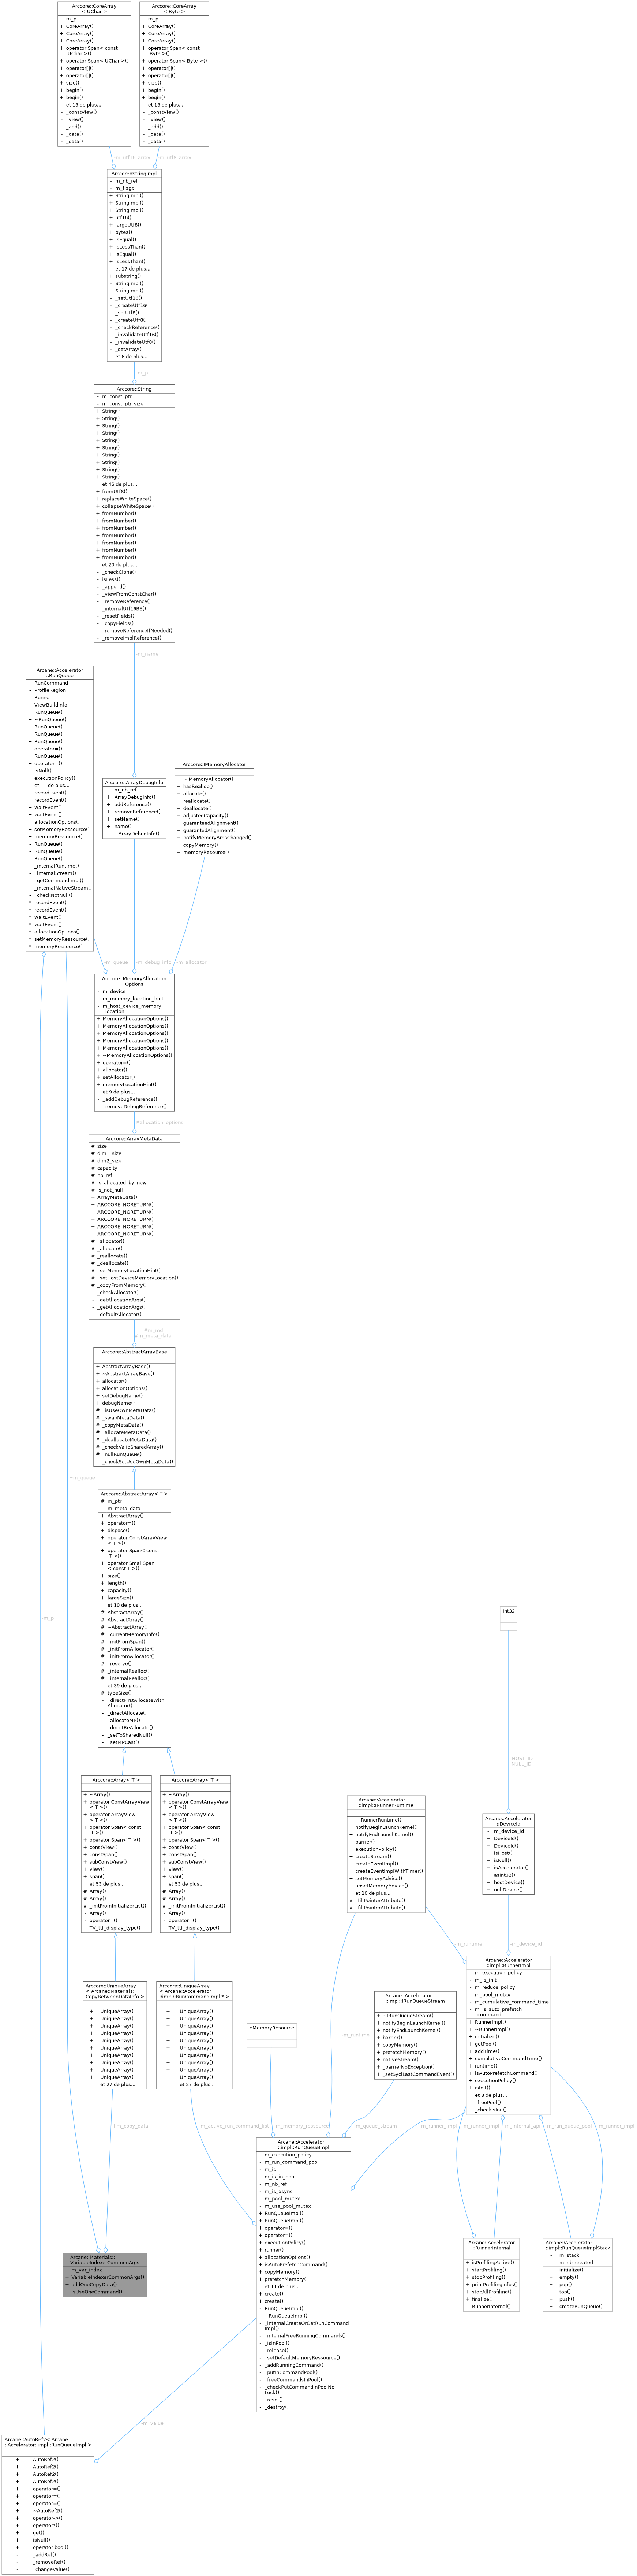 Arccore::CoreArray
< UChar >
- m_p
+ CoreArray()
+ CoreArray()
+ CoreArray()
+ operator Span< const
UChar >()
+ operator Span< UChar >()
+ operator[]()
+ operator[]()
+ size()
+ begin()
+ begin()
et 13 de plus...
- _constView()
- _view()
- _add()
- _data()
- _data()
Arccore::CoreArray
< Byte >
- m_p
+ CoreArray()
+ CoreArray()
+ CoreArray()
+ operator Span< const
Byte >()
+ operator Span< Byte >()
+ operator[]()
+ operator[]()
+ size()
+ begin()
+ begin()
et 13 de plus...
- _constView()
- _view()
- _add()
- _data()
- _data()
-m_utf16_array
-m_utf8_array
Arccore::StringImpl
- m_nb_ref
- m_flags
+ StringImpl()
+ StringImpl()
+ StringImpl()
+ utf16()
+ largeUtf8()
+ bytes()
+ isEqual()
+ isLessThan()
+ isEqual()
+ isLessThan()
et 17 de plus...
+ substring()
- StringImpl()
- StringImpl()
- _setUtf16()
- _createUtf16()
- _setUtf8()
- _createUtf8()
- _checkReference()
- _invalidateUtf16()
- _invalidateUtf8()
- _setArray()
et 6 de plus...
-m_p
Arccore::String
- m_const_ptr
- m_const_ptr_size
+ String()
+ String()
+ String()
+ String()
+ String()
+ String()
+ String()
+ String()
+ String()
+ String()
et 46 de plus...
+ fromUtf8()
+ replaceWhiteSpace()
+ collapseWhiteSpace()
+ fromNumber()
+ fromNumber()
+ fromNumber()
+ fromNumber()
+ fromNumber()
+ fromNumber()
+ fromNumber()
et 20 de plus...
- _checkClone()
- isLess()
- _append()
- _viewFromConstChar()
- _removeReference()
- _internalUtf16BE()
- _resetFields()
- _copyFields()
- _removeReferenceIfNeeded()
- _removeImplReference()
-m_name
Arcane::Accelerator
::RunQueue
- RunCommand
- ProfileRegion
- Runner
- ViewBuildInfo
+ RunQueue()
+ ~RunQueue()
+ RunQueue()
+ RunQueue()
+ RunQueue()
+ operator=()
+ RunQueue()
+ operator=()
+ isNull()
+ executionPolicy()
et 11 de plus...
+ recordEvent()
+ recordEvent()
+ waitEvent()
+ waitEvent()
+ allocationOptions()
+ setMemoryRessource()
+ memoryRessource()
- RunQueue()
- RunQueue()
- RunQueue()
- _internalRuntime()
- _internalStream()
- _getCommandImpl()
- _internalNativeStream()
- _checkNotNull()
* recordEvent()
* recordEvent()
* waitEvent()
* waitEvent()
* allocationOptions()
* setMemoryRessource()
* memoryRessource()
Arccore::ArrayDebugInfo
- m_nb_ref
+ ArrayDebugInfo()
+ addReference()
+ removeReference()
+ setName()
+ name()
- ~ArrayDebugInfo()
Arccore::IMemoryAllocator
+ ~IMemoryAllocator()
+ hasRealloc()
+ allocate()
+ reallocate()
+ deallocate()
+ adjustedCapacity()
+ guaranteedAlignment()
+ guaranteedAlignment()
+ notifyMemoryArgsChanged()
+ copyMemory()
+ memoryResource()
-m_queue
-m_debug_info
-m_allocator
Arccore::MemoryAllocation
Options
- m_device
- m_memory_location_hint
- m_host_device_memory
_location
+ MemoryAllocationOptions()
+ MemoryAllocationOptions()
+ MemoryAllocationOptions()
+ MemoryAllocationOptions()
+ MemoryAllocationOptions()
+ ~MemoryAllocationOptions()
+ operator=()
+ allocator()
+ setAllocator()
+ memoryLocationHint()
et 9 de plus...
- _addDebugReference()
- _removeDebugReference()
#allocation_options
Arccore::ArrayMetaData
# size
# dim1_size
# dim2_size
# capacity
# nb_ref
# is_allocated_by_new
# is_not_null
+ ArrayMetaData()
+ ARCCORE_NORETURN()
+ ARCCORE_NORETURN()
+ ARCCORE_NORETURN()
+ ARCCORE_NORETURN()
+ ARCCORE_NORETURN()
# _allocator()
# _allocate()
# _reallocate()
# _deallocate()
# _setMemoryLocationHint()
# _setHostDeviceMemoryLocation()
# _copyFromMemory()
- _checkAllocator()
- _getAllocationArgs()
- _getAllocationArgs()
- _defaultAllocator()
#m_md
#m_meta_data
Arccore::AbstractArrayBase
+ AbstractArrayBase()
+ ~AbstractArrayBase()
+ allocator()
+ allocationOptions()
+ setDebugName()
+ debugName()
# _isUseOwnMetaData()
# _swapMetaData()
# _copyMetaData()
# _allocateMetaData()
# _deallocateMetaData()
# _checkValidSharedArray()
# _nullRunQueue()
- _checkSetUseOwnMetaData()
+m_queue
Arccore::AbstractArray< T >
# m_ptr
- m_meta_data
+ AbstractArray()
+ operator=()
+ dispose()
+ operator ConstArrayView
< T >()
+ operator Span< const
T >()
+ operator SmallSpan
< const T >()
+ size()
+ length()
+ capacity()
+ largeSize()
et 10 de plus...
# AbstractArray()
# AbstractArray()
# ~AbstractArray()
# _currentMemoryInfo()
# _initFromSpan()
# _initFromAllocator()
# _initFromAllocator()
# _reserve()
# _internalRealloc()
# _internalRealloc()
et 39 de plus...
# typeSize()
- _directFirstAllocateWith
Allocator()
- _directAllocate()
- _allocateMP()
- _directReAllocate()
- _setToSharedNull()
- _setMPCast()
-m_p
Int32
-HOST_ID
-NULL_ID
Arccore::Array< T >
+ ~Array()
+ operator ConstArrayView
< T >()
+ operator ArrayView
< T >()
+ operator Span< const
T >()
+ operator Span< T >()
+ constView()
+ constSpan()
+ subConstView()
+ view()
+ span()
et 53 de plus...
# Array()
# Array()
# _initFromInitializerList()
- Array()
- operator=()
- TV_ttf_display_type()
Arccore::Array< T >
+ ~Array()
+ operator ConstArrayView
< T >()
+ operator ArrayView
< T >()
+ operator Span< const
T >()
+ operator Span< T >()
+ constView()
+ constSpan()
+ subConstView()
+ view()
+ span()
et 53 de plus...
# Array()
# Array()
# _initFromInitializerList()
- Array()
- operator=()
- TV_ttf_display_type()
Arcane::Accelerator
::impl::IRunnerRuntime
+ ~IRunnerRuntime()
+ notifyBeginLaunchKernel()
+ notifyEndLaunchKernel()
+ barrier()
+ executionPolicy()
+ createStream()
+ createEventImpl()
+ createEventImplWithTimer()
+ setMemoryAdvice()
+ unsetMemoryAdvice()
et 10 de plus...
# _fillPointerAttribute()
# _fillPointerAttribute()
Arcane::Accelerator
::DeviceId
- m_device_id
+ DeviceId()
+ DeviceId()
+ isHost()
+ isNull()
+ isAccelerator()
+ asInt32()
+ hostDevice()
+ nullDevice()
-m_runtime
-m_device_id
Arccore::UniqueArray
< Arcane::Materials::
CopyBetweenDataInfo >
+ UniqueArray()
+ UniqueArray()
+ UniqueArray()
+ UniqueArray()
+ UniqueArray()
+ UniqueArray()
+ UniqueArray()
+ UniqueArray()
+ UniqueArray()
+ UniqueArray()
et 27 de plus...
Arccore::UniqueArray
< Arcane::Accelerator
::impl::RunCommandImpl * >
+ UniqueArray()
+ UniqueArray()
+ UniqueArray()
+ UniqueArray()
+ UniqueArray()
+ UniqueArray()
+ UniqueArray()
+ UniqueArray()
+ UniqueArray()
+ UniqueArray()
et 27 de plus...
eMemoryRessource
Arcane::Accelerator
::impl::IRunQueueStream
+ ~IRunQueueStream()
+ notifyBeginLaunchKernel()
+ notifyEndLaunchKernel()
+ barrier()
+ copyMemory()
+ prefetchMemory()
+ nativeStream()
+ _barrierNoException()
+ _setSyclLastCommandEvent()
Arcane::Accelerator
::impl::RunnerImpl
- m_execution_policy
- m_is_init
- m_reduce_policy
- m_pool_mutex
- m_cumulative_command_time
- m_is_auto_prefetch
_command
+ RunnerImpl()
+ ~RunnerImpl()
+ initialize()
+ getPool()
+ addTime()
+ cumulativeCommandTime()
+ runtime()
+ isAutoPrefetchCommand()
+ executionPolicy()
+ isInit()
et 8 de plus...
- _freePool()
- _checkIsInit()
-m_runtime
+m_copy_data
-m_active_run_command_list
-m_memory_ressource
-m_queue_stream
-m_runner_impl
-m_runner_impl
-m_internal_api
-m_run_queue_pool
-m_runner_impl
Arcane::Accelerator
::impl::RunQueueImpl
- m_execution_policy
- m_run_command_pool
- m_id
- m_is_in_pool
- m_nb_ref
- m_is_async
- m_pool_mutex
- m_use_pool_mutex
+ RunQueueImpl()
+ RunQueueImpl()
+ operator=()
+ operator=()
+ executionPolicy()
+ runner()
+ allocationOptions()
+ isAutoPrefetchCommand()
+ copyMemory()
+ prefetchMemory()
et 11 de plus...
+ create()
+ create()
- RunQueueImpl()
- ~RunQueueImpl()
- _internalCreateOrGetRunCommand
Impl()
- _internalFreeRunningCommands()
- _isInPool()
- _release()
- _setDefaultMemoryRessource()
- _addRunningCommand()
- _putInCommandPool()
- _freeCommandsInPool()
- _checkPutCommandInPoolNo
Lock()
- _reset()
- _destroy()
Arcane::Accelerator
::RunnerInternal
+ isProfilingActive()
+ startProfiling()
+ stopProfiling()
+ printProfilingInfos()
+ stopAllProfiling()
+ finalize()
- RunnerInternal()
Arcane::Accelerator
::impl::RunQueueImplStack
- m_stack
- m_nb_created
+ initialize()
+ empty()
+ pop()
+ top()
+ push()
+ createRunQueue()
Arcane::Materials::
VariableIndexerCommonArgs
+ m_var_index
+ VariableIndexerCommonArgs()
+ addOneCopyData()
+ isUseOneCommand()
-m_value
Arccore::AutoRef2< Arcane
::Accelerator::impl::RunQueueImpl >
+ AutoRef2()
+ AutoRef2()
+ AutoRef2()
+ AutoRef2()
+ operator=()
+ operator=()
+ operator=()
+ ~AutoRef2()
+ operator->()
+ operator*()
+ get()
+ isNull()
+ operator bool()
- _addRef()
- _removeRef()
- _changeValue()